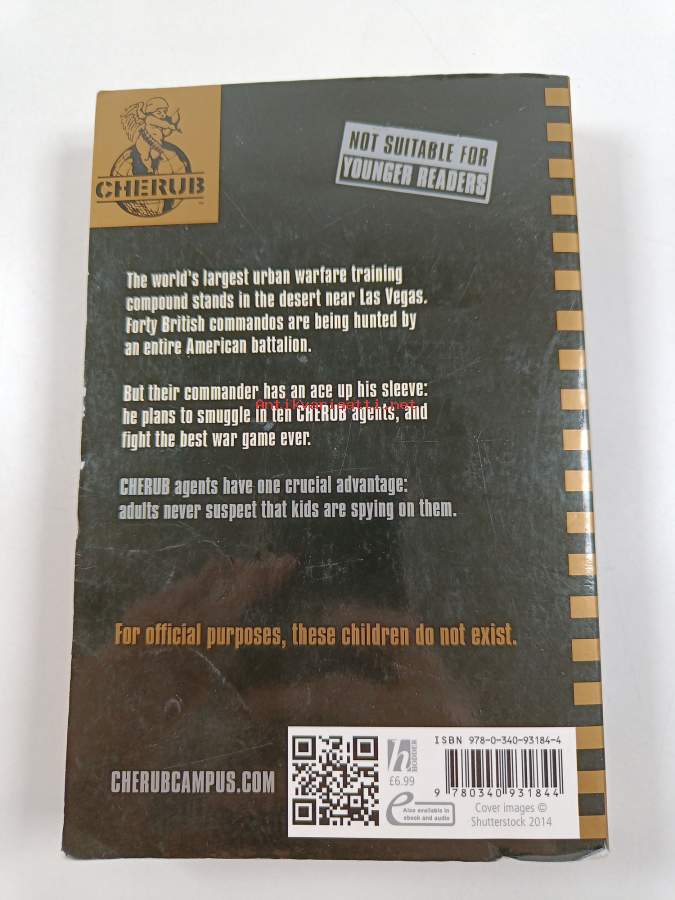 CHERUB
™
NOT SUITABLE FOR
YOUNGER READERS
The world's largest urban warfare training
compound stands in the desert near Las Vegas.
Forty British commandos are being hunted by
an entire American battalion.
But their commander has an ace up his sleeve:
he plans to smuggle in ten CHERUB agents, and
Antikvariaatti.net
fight the best war game ever.
CHERUB agents have one crucial advantage:
adults never suspect that kids are spying on them.
For official purposes, these children do not exist.
CHERUBCAMPUS.COM
h
HODDER
£6.99
e
Also available in
ebook and audio
ISBN 978-0-340-93184-4
9 780340 931844
Cover images ©
Shutterstock 2014